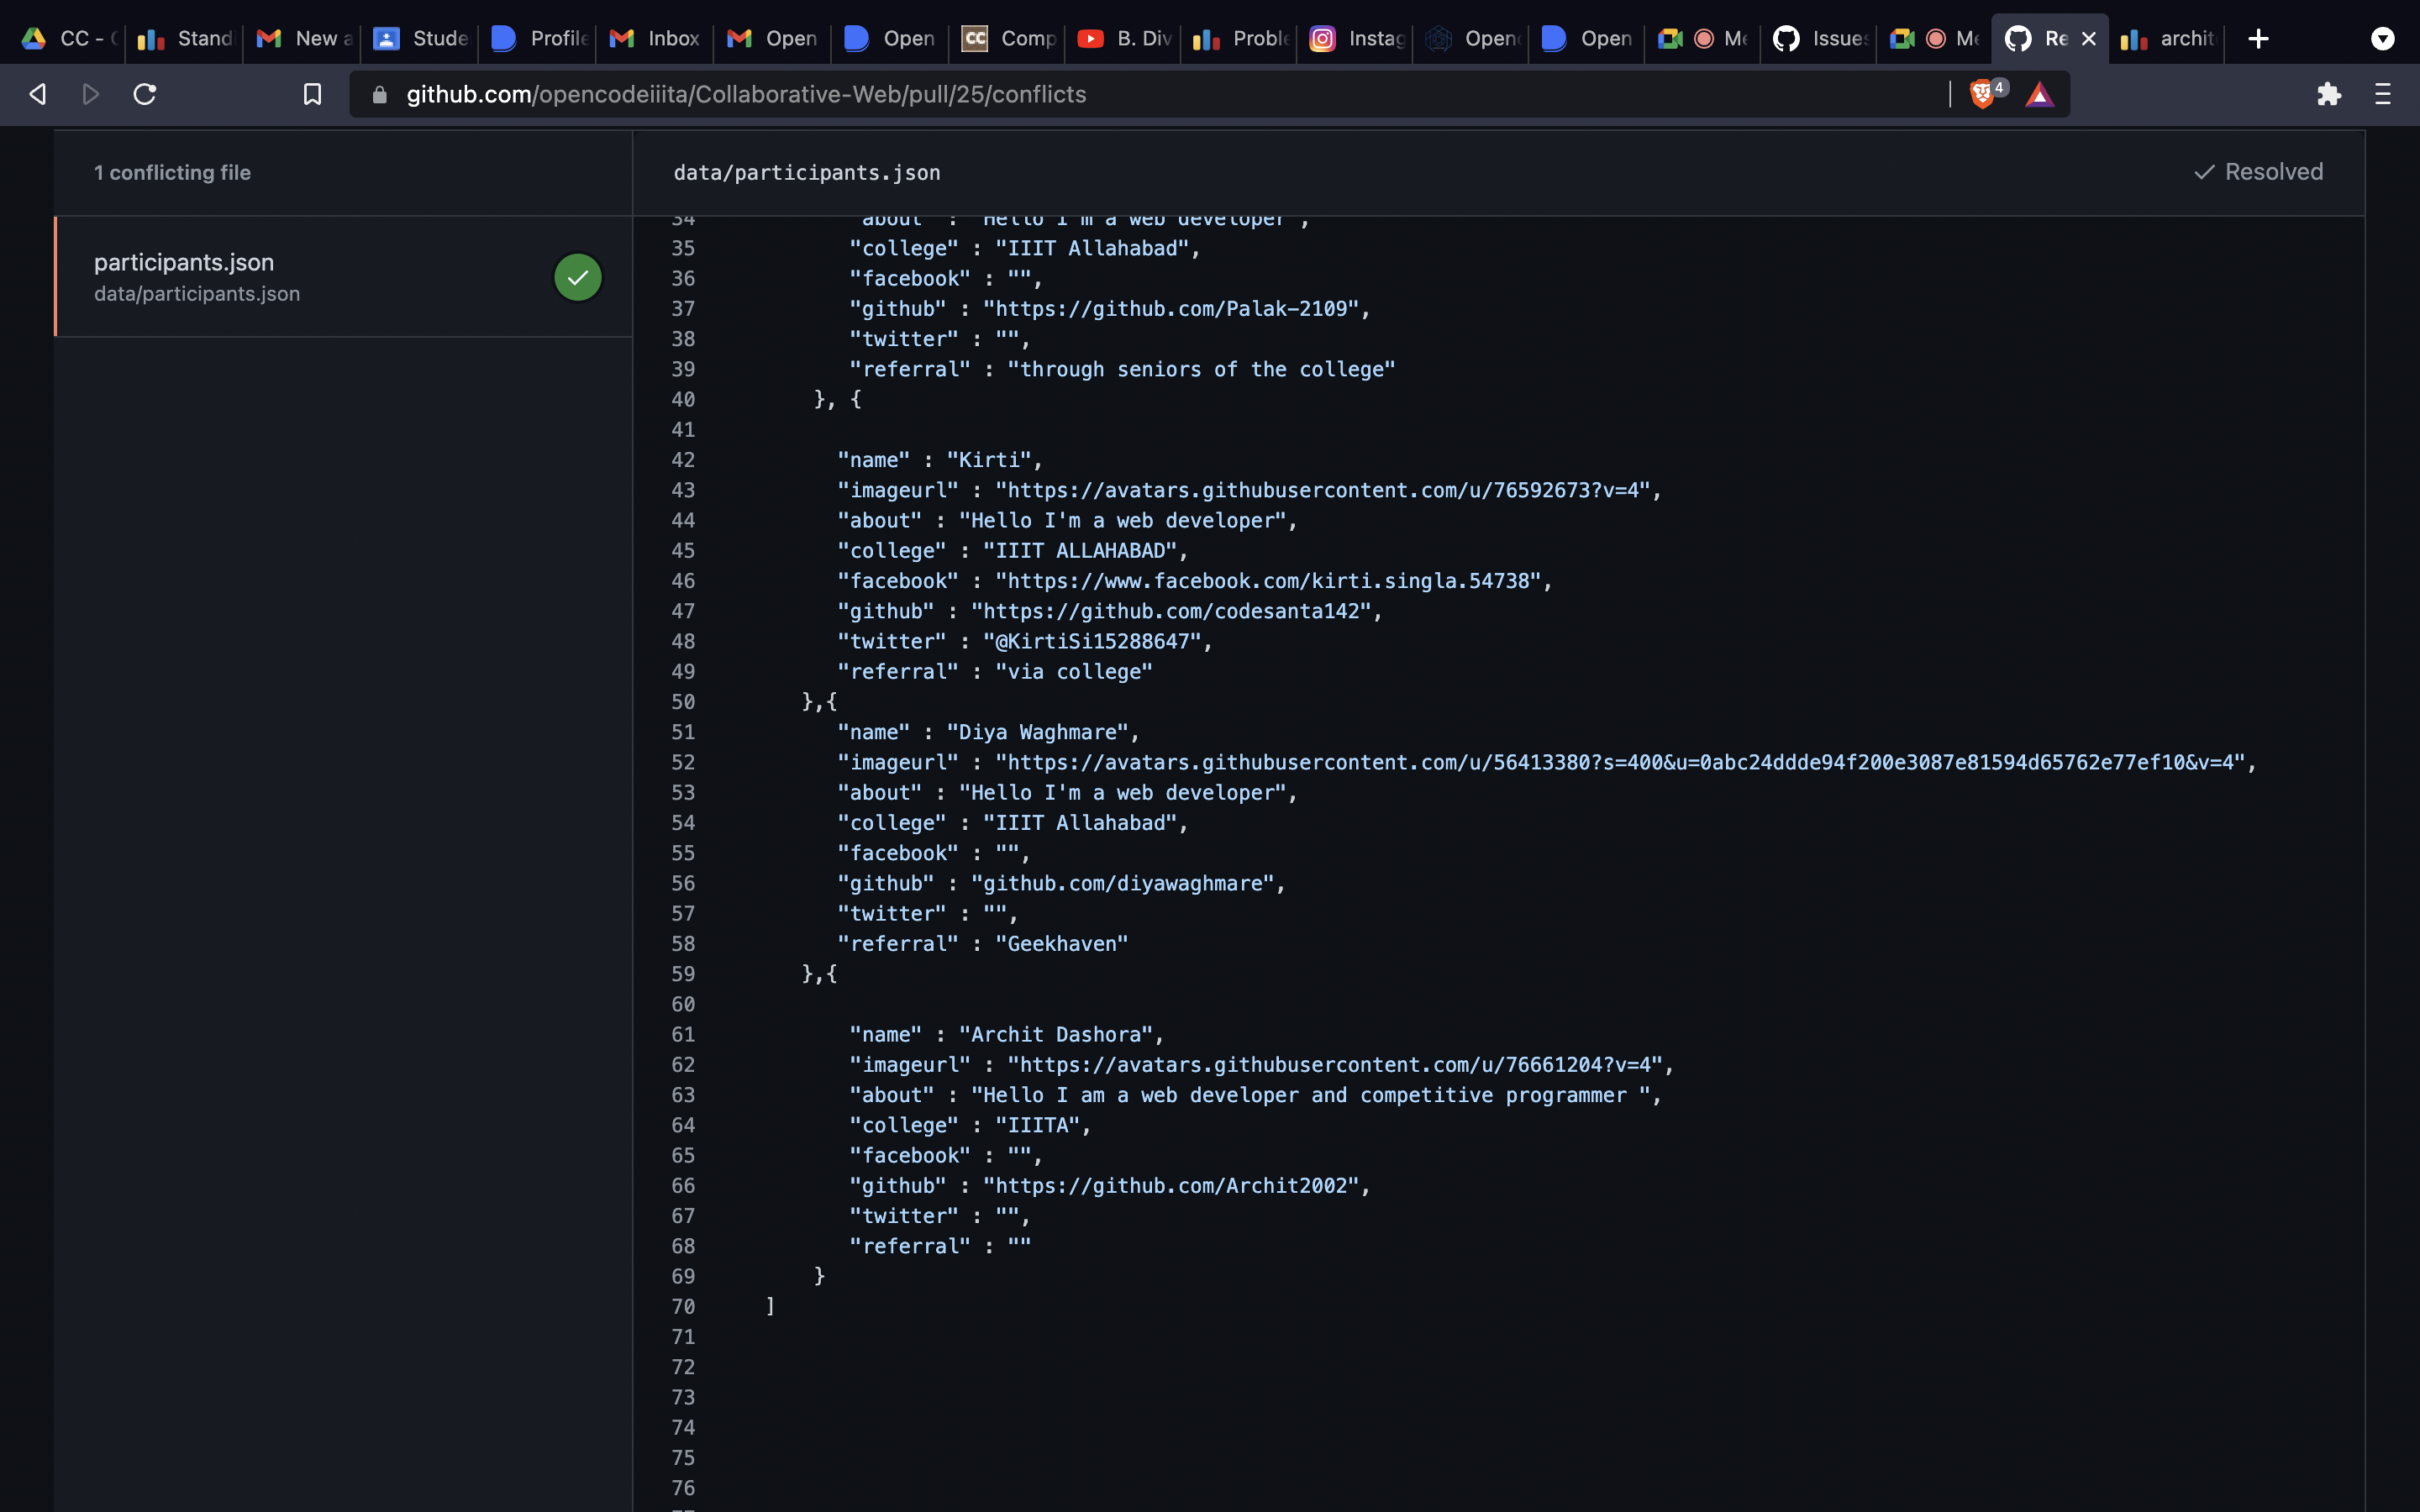 CC - Stand New a Stude Profile Inbox Open Open CC Comp B. Div Proble Instag Open Open Me Issues Me Re archit
github.com/opencodeiiita/Collaborative-Web/pull/25/conflicts 4
1 conflicting file
data/participants.json
Resolved
participants.json
data/participants.json
34 "about" : "Hello I'm a web developer",
35 "college" : "IIIT Allahabad",
36 "facebook" : "",
37 "github" : "https://github.com/Palak-2109",
38 "twitter" : "",
39 "referral" : "through seniors of the college"
40 }, {
41
42 "name" : "Kirti",
43 "imageurl" : "https://avatars.githubusercontent.com/u/76592673?v=4",
44 "about" : "Hello I'm a web developer",
45 "college" : "IIIT ALLAHABAD",
46 "facebook" : "https://www.facebook.com/kirti.singla.54738",
47 "github" : "https://github.com/codesanta142",
48 "twitter" : "@KirtiSi15288647",
49 "referral" : "via college"
50 },{
51 "name" : "Diya Waghmare",
52 "imageurl" : "https://avatars.githubusercontent.com/u/56413380?s=400&u=0abc24ddde94f200e3087e81594d65762e77ef10&v=4",
53 "about" : "Hello I'm a web developer",
54 "college" : "IIIT Allahabad",
55 "facebook" : "",
56 "github" : "github.com/diyawaghmare",
57 "twitter" : "",
58 "referral" : "Geekhaven"
59 },{
60
61 "name" : "Archit Dashora",
62 "imageurl" : "https://avatars.githubusercontent.com/u/76661204?v=4",
63 "about" : "Hello I am a web developer and competitive programmer ",
64 "college" : "IIITA",
65 "facebook" : "",
66 "github" : "https://github.com/Archit2002",
67 "twitter" : "",
68 "referral" : ""
69 }
70 ]
71
72
73
74
75
76